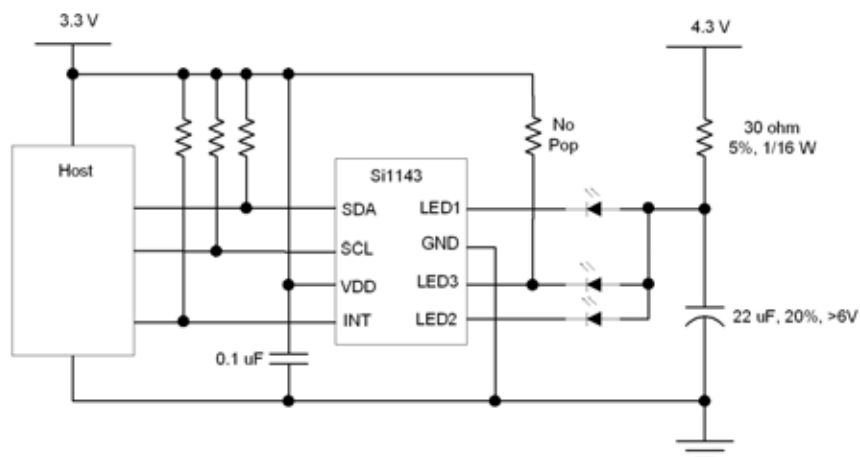 3.3 V
4.3 V
No
Pop
30 ohm
5%, 1/16 W
Host
Si1143
SDA
LED1
SCL
GND
VDD
LED3
INT
LED2
0.1 uF
22 uF, 20%, >6V